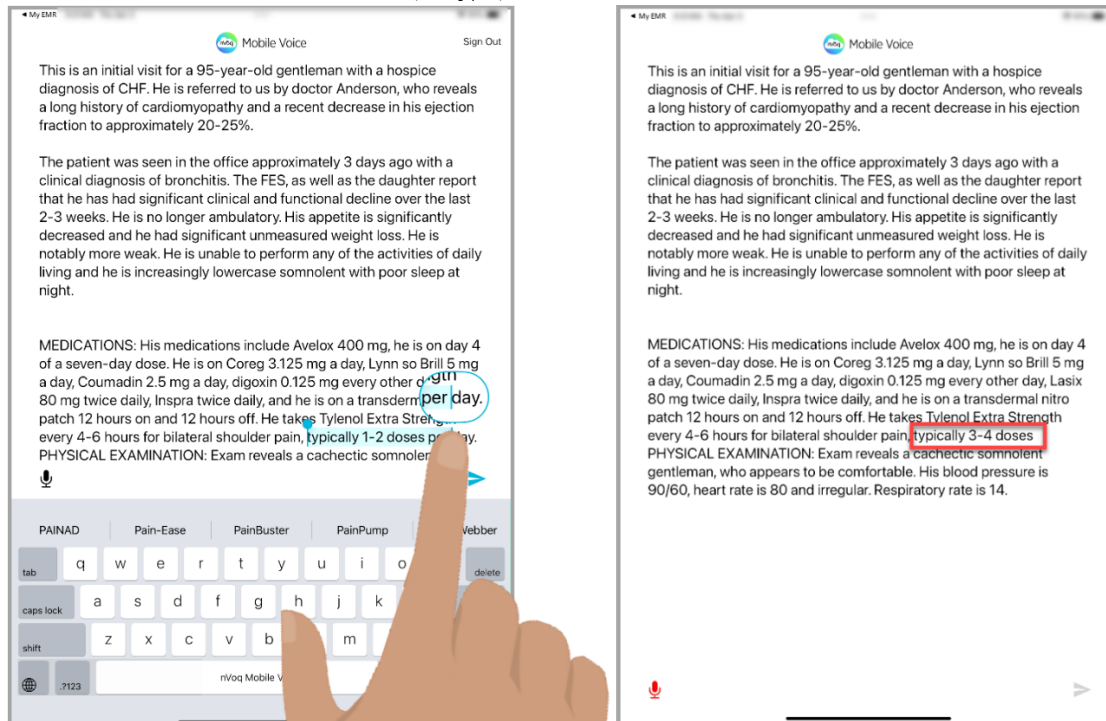 ◂ My EMR
nVoq Mobile Voice
Sign Out
This is an initial visit for a 95-year-old gentleman with a hospice
diagnosis of CHF. He is referred to us by doctor Anderson, who reveals
a long history of cardiomyopathy and a recent decrease in his ejection
fraction to approximately 20-25%.
The patient was seen in the office approximately 3 days ago with a
clinical diagnosis of bronchitis. The FES, as well as the daughter report
that he has had significant clinical and functional decline over the last
2-3 weeks. He is no longer ambulatory. His appetite is significantly
decreased and he had significant unmeasured weight loss. He is
notably more weak. He is unable to perform any of the activities of daily
living and he is increasingly lowercase somnolent with poor sleep at
night.
MEDICATIONS: His medications include Avelox 400 mg, he is on day 4
of a seven-day dose. He is on Coreg 3.125 mg a day, Lynn so Brill 5 mg
a day, Coumadin 2.5 mg a day, digoxin 0.125 mg every other
80 mg twice daily, Inspra twice daily, and he is on a
patch 12 hours on and 12 hours off. He takes Tylenol Extra
per day.
every 4-6 hours for bilateral shoulder pain, typically 1-2 doses
PHYSICAL EXAMINATION: Exam reveals a cachectic
PAINAD
Pain-Ease
PainBuster
PainPump
Webber
tab q w e r t y u i o delete
caps lock a s d f g h j k
shift z x c v b m
.?123
nVoq Mobile
◂ My EMR
nVoq Mobile Voice
This is an initial visit for a 95-year-old gentleman with a hospice
diagnosis of CHF. He is referred to us by doctor Anderson, who reveals
a long history of cardiomyopathy and a recent decrease in his ejection
fraction to approximately 20-25%.
The patient was seen in the office approximately 3 days ago with a
clinical diagnosis of bronchitis. The FES, as well as the daughter report
that he has had significant clinical and functional decline over the last
2-3 weeks. He is no longer ambulatory. His appetite is significantly
decreased and he had significant unmeasured weight loss. He is
notably more weak. He is unable to perform any of the activities of daily
living and he is increasingly lowercase somnolent with poor sleep at
night.
MEDICATIONS: His medications include Avelox 400 mg, he is on day 4
of a seven-day dose. He is on Coreg 3.125 mg a day, Lynn so Brill 5 mg
a day, Coumadin 2.5 mg a day, digoxin 0.125 mg every other day, Lasix
80 mg twice daily, Inspra twice daily, and he is on a transdermal nitro
patch 12 hours on and 12 hours off. He takes Tylenol Extra Strength
every 4-6 hours for bilateral shoulder pain, typically 3-4 doses
PHYSICAL EXAMINATION: Exam reveals a cachectic somnolent
gentleman, who appears to be comfortable. His blood pressure is
90/60, heart rate is 80 and irregular. Respiratory rate is 14.